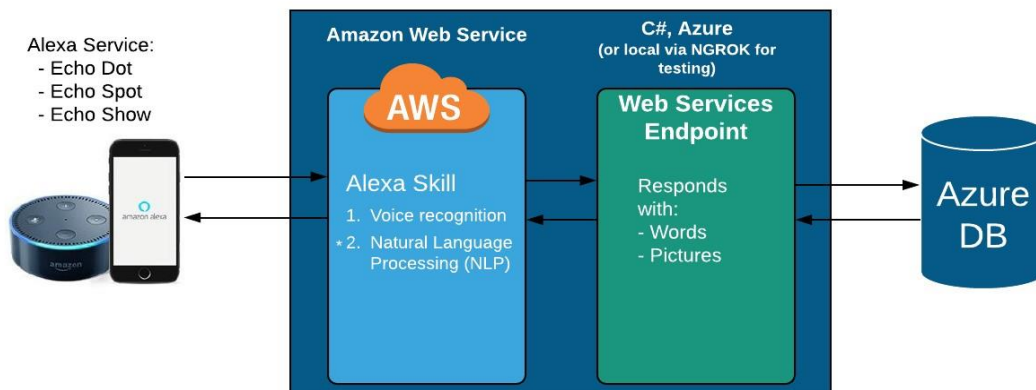 Alexa Service:
- Echo Dot
- Echo Spot
- Echo Show
amazon alexa
amazon
Amazon Web Service
AWS
Alexa Skill
1. Voice recognition
* 2. Natural Language
Processing (NLP)
C#, Azure
(or local via NGROK for
testing)
Web Services
Endpoint
Responds
with:
- Words
- Pictures
Azure
DB